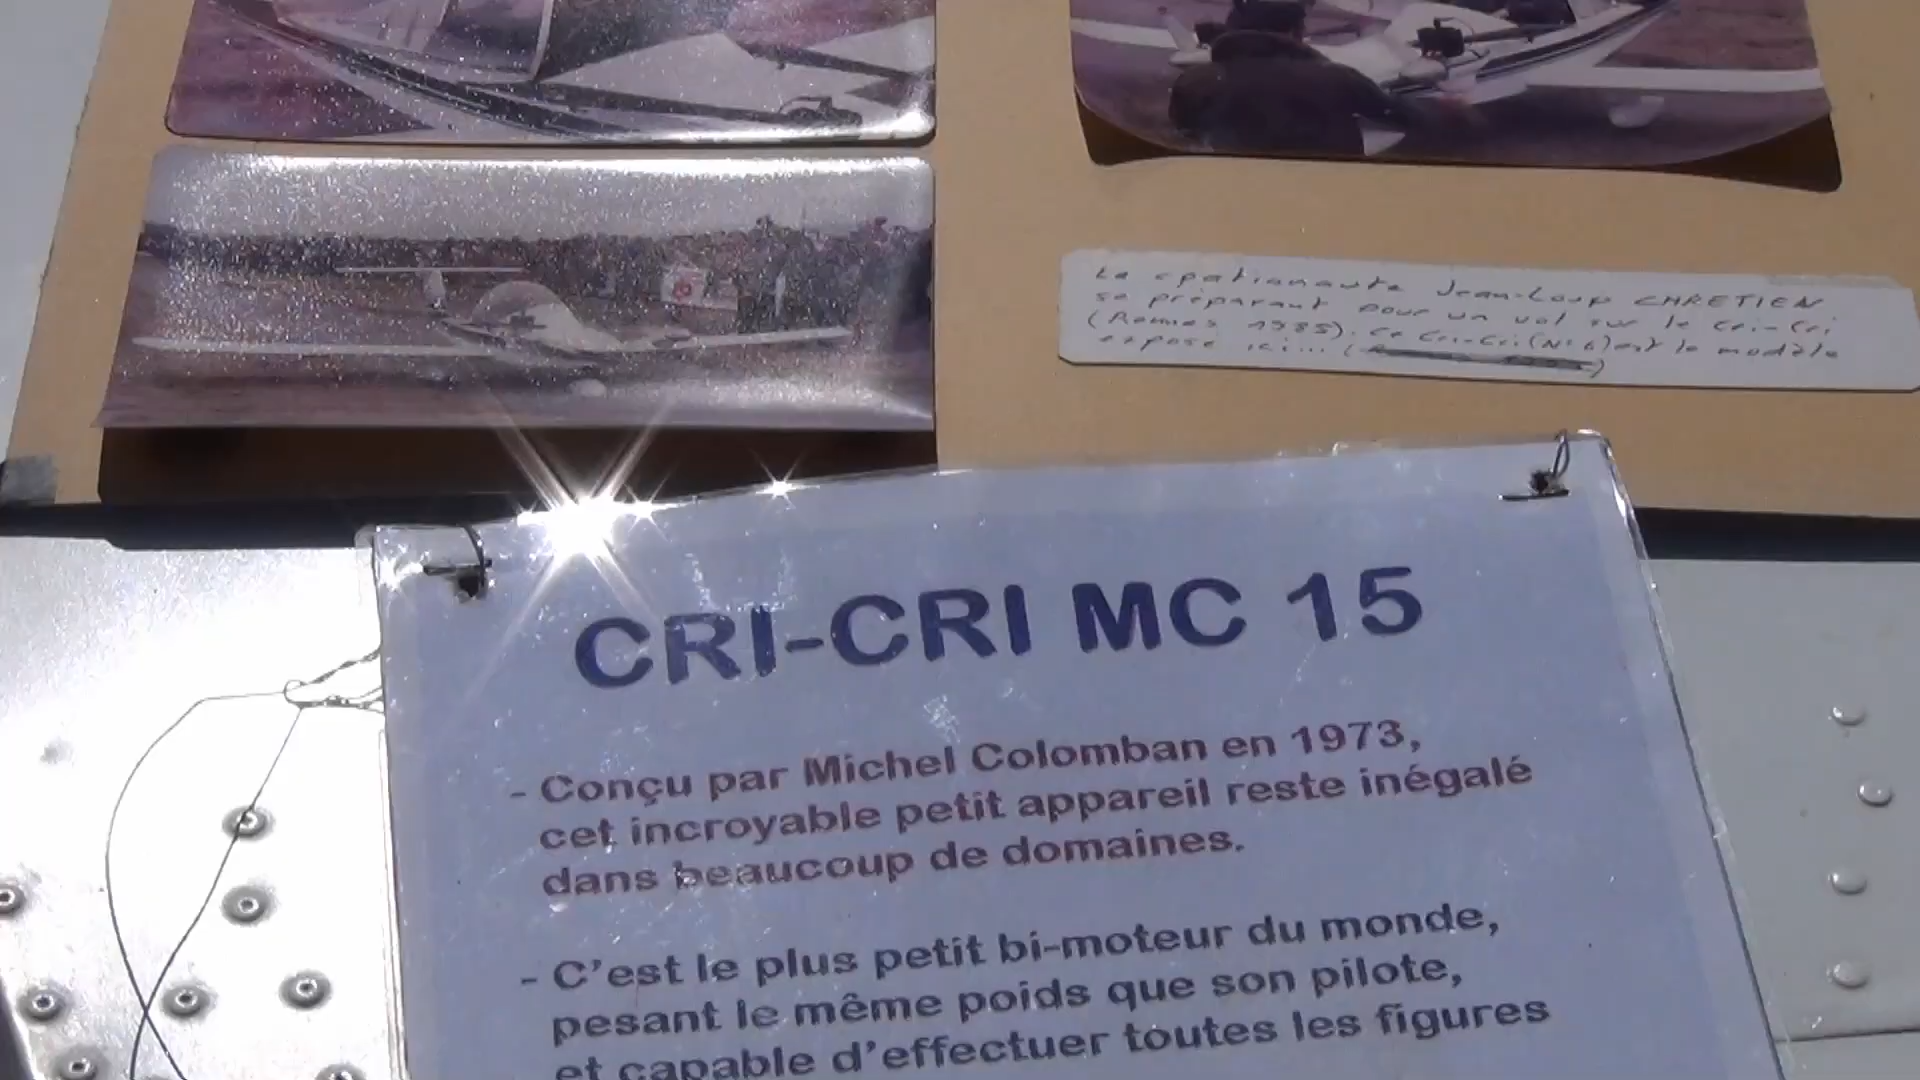 Le spationaute Jean-Loup CHRETIEN
se préparant pour un vol sur le Cri-Cri
(Rennes 1985). Ce Cri-Cri (N°6) est le modèle
exposé ici... (
CRI-CRI MC 15
- Conçu par Michel Colomban en 1973,
cet incroyable petit appareil reste inégalé
dans beaucoup de domaines.
- C'est le plus petit bi-moteur du monde,
pesant le même poids que son pilote,
et capable d'effectuer toutes les figures